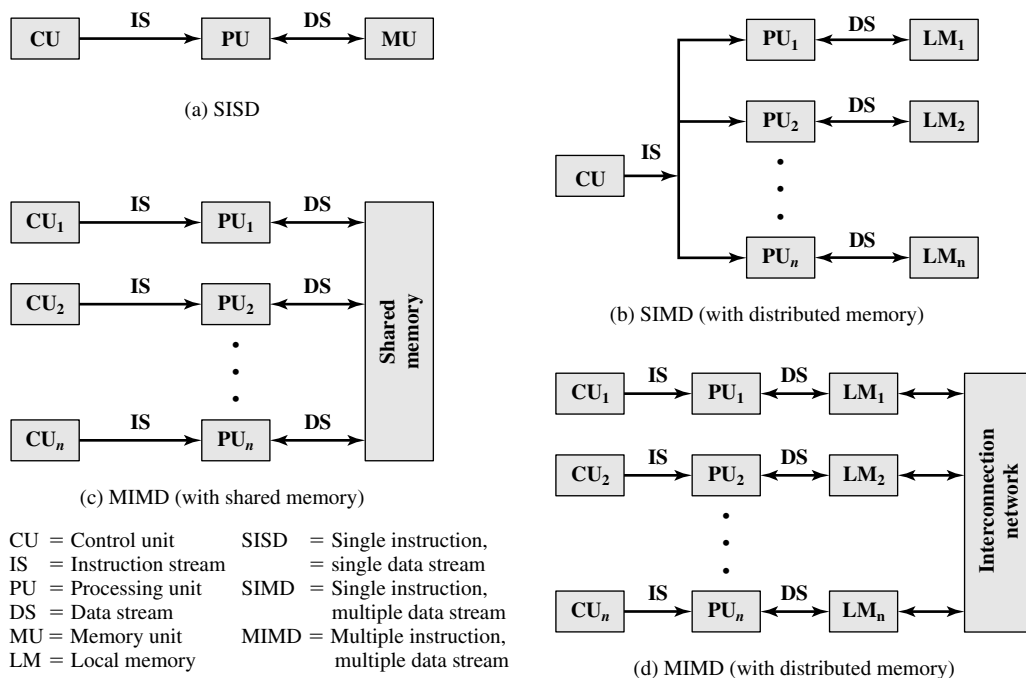 IS
DS
CU
PU
MU
(a) SISD
DS
PU₁
LM₁
DS
PU₂
LM₂
IS
CU
DS
PUₙ
LMₙ
(b) SIMD (with distributed memory)
IS
DS
CU₁
PU₁
IS
DS
CU₂
PU₂
Shared
memory
IS
DS
CUₙ
PUₙ
(c) MIMD (with shared memory)
IS
DS
CU₁
PU₁
LM₁
IS
DS
CU₂
PU₂
LM₂
Interconnection
network
IS
DS
CUₙ
PUₙ
LMₙ
(d) MIMD (with distributed memory)
CU = Control unit
IS = Instruction stream
PU = Processing unit
DS = Data stream
MU = Memory unit
LM = Local memory
SISD = Single instruction,
= single data stream
SIMD = Single instruction,
multiple data stream
MIMD = Multiple instruction,
multiple data stream